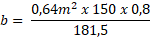 b = 0,64m² x 150 x 0,8
181,5